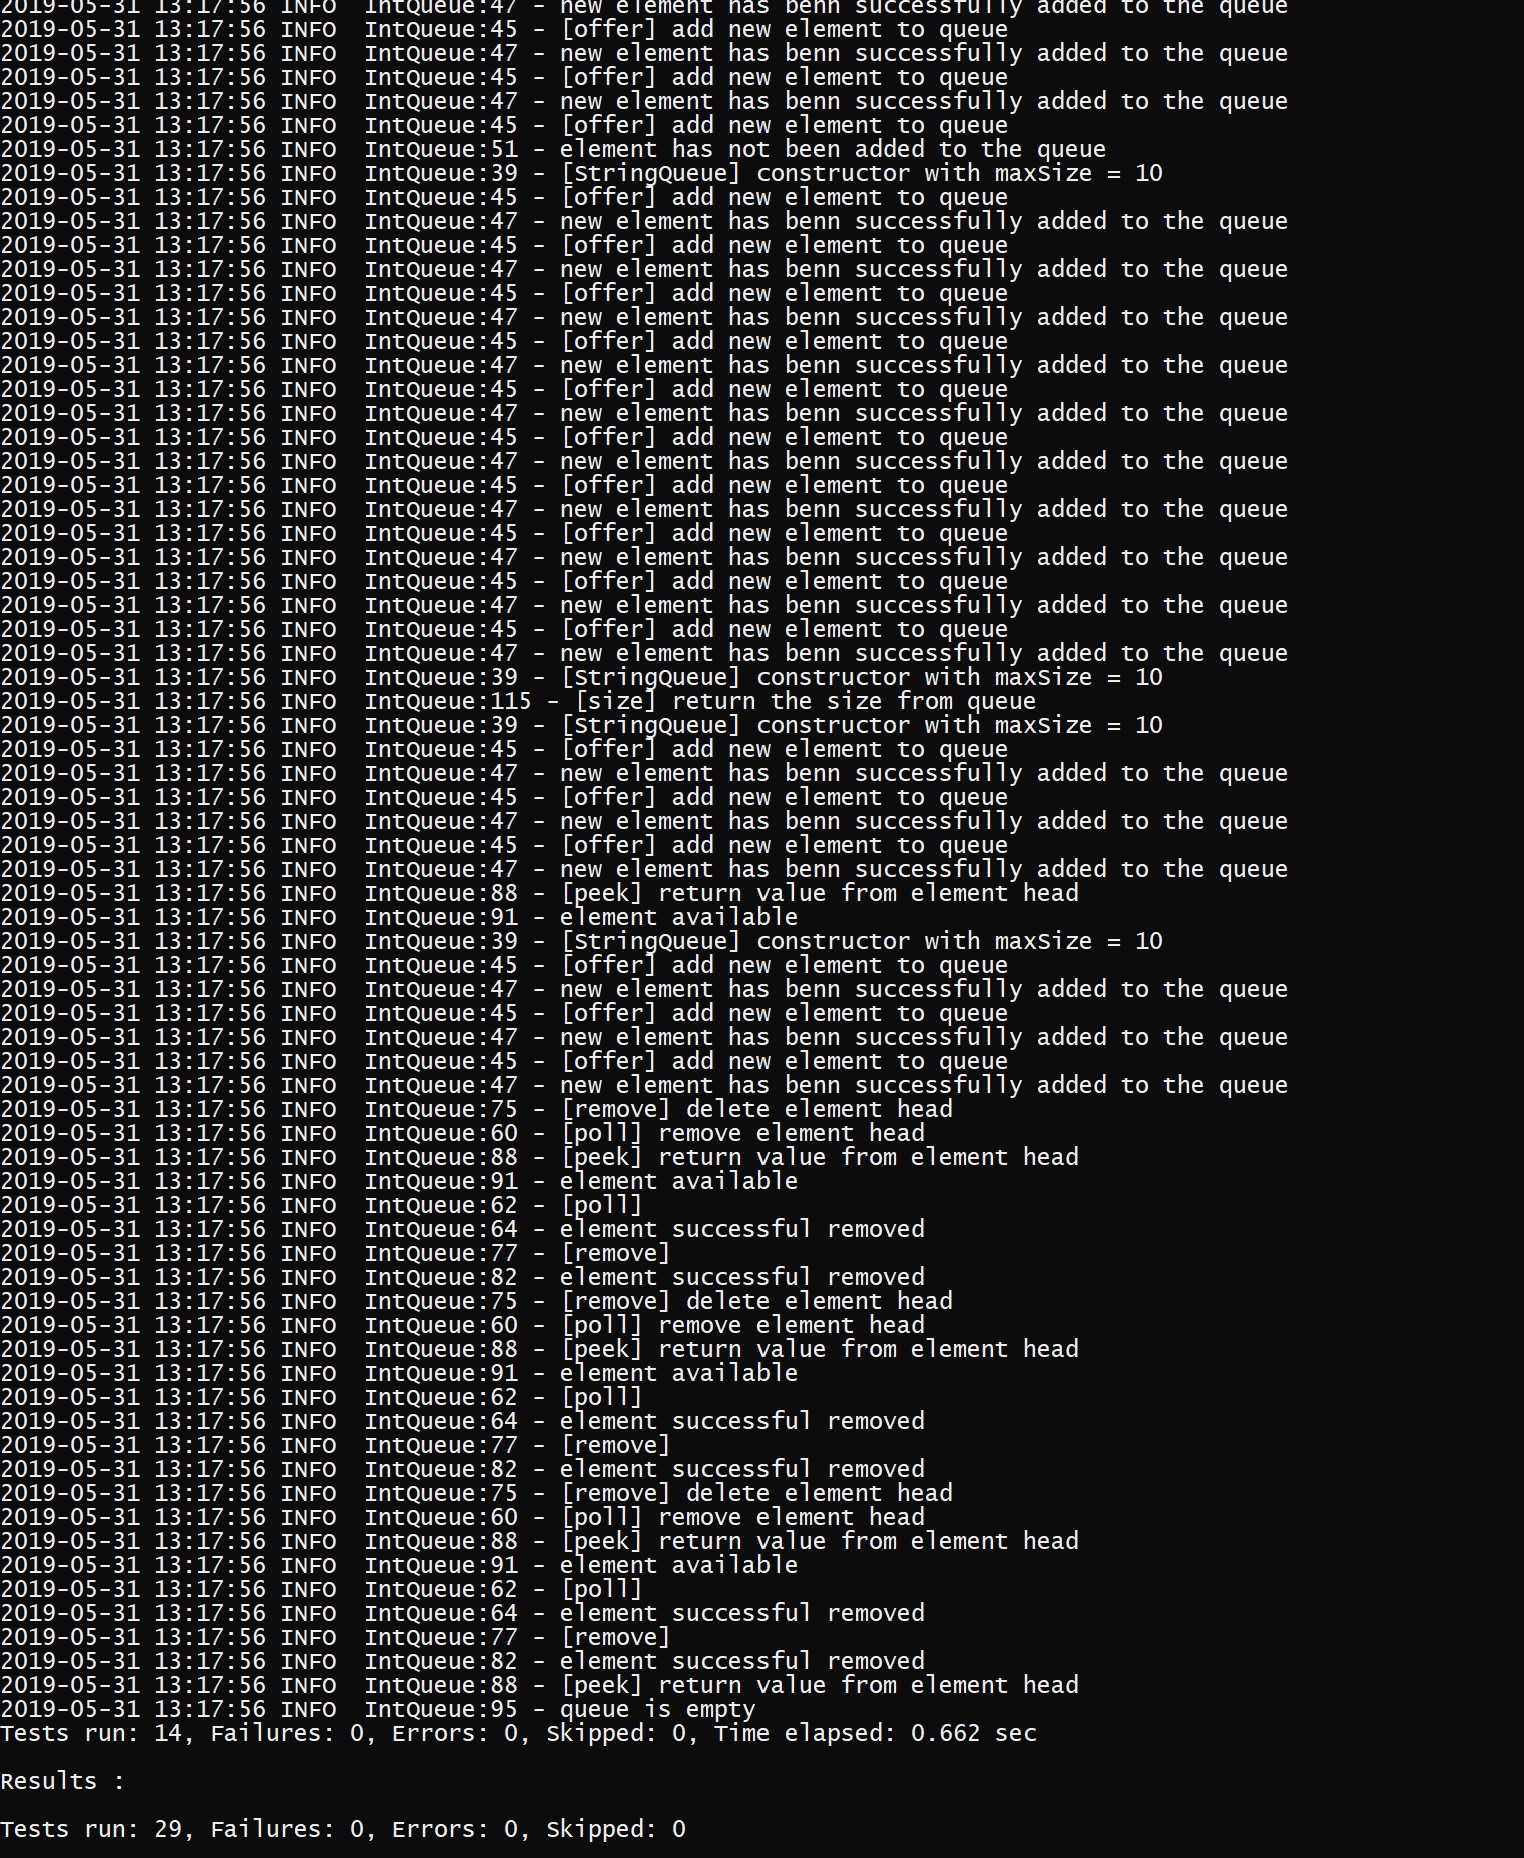 2019-05-31 13:17:56 INFO  IntQueue:47 - new element has benn successfully added to the queue
2019-05-31 13:17:56 INFO  IntQueue:45 - [offer] add new element to queue
2019-05-31 13:17:56 INFO  IntQueue:47 - new element has benn successfully added to the queue
2019-05-31 13:17:56 INFO  IntQueue:45 - [offer] add new element to queue
2019-05-31 13:17:56 INFO  IntQueue:47 - new element has benn successfully added to the queue
2019-05-31 13:17:56 INFO  IntQueue:45 - [offer] add new element to queue
2019-05-31 13:17:56 INFO  IntQueue:51 - element has not been added to the queue
2019-05-31 13:17:56 INFO  IntQueue:39 - [StringQueue] constructor with maxSize = 10
2019-05-31 13:17:56 INFO  IntQueue:45 - [offer] add new element to queue
2019-05-31 13:17:56 INFO  IntQueue:47 - new element has benn successfully added to the queue
2019-05-31 13:17:56 INFO  IntQueue:45 - [offer] add new element to queue
2019-05-31 13:17:56 INFO  IntQueue:47 - new element has benn successfully added to the queue
2019-05-31 13:17:56 INFO  IntQueue:45 - [offer] add new element to queue
2019-05-31 13:17:56 INFO  IntQueue:47 - new element has benn successfully added to the queue
2019-05-31 13:17:56 INFO  IntQueue:45 - [offer] add new element to queue
2019-05-31 13:17:56 INFO  IntQueue:47 - new element has benn successfully added to the queue
2019-05-31 13:17:56 INFO  IntQueue:45 - [offer] add new element to queue
2019-05-31 13:17:56 INFO  IntQueue:47 - new element has benn successfully added to the queue
2019-05-31 13:17:56 INFO  IntQueue:45 - [offer] add new element to queue
2019-05-31 13:17:56 INFO  IntQueue:47 - new element has benn successfully added to the queue
2019-05-31 13:17:56 INFO  IntQueue:45 - [offer] add new element to queue
2019-05-31 13:17:56 INFO  IntQueue:47 - new element has benn successfully added to the queue
2019-05-31 13:17:56 INFO  IntQueue:45 - [offer] add new element to queue
2019-05-31 13:17:56 INFO  IntQueue:47 - new element has benn successfully added to the queue
2019-05-31 13:17:56 INFO  IntQueue:45 - [offer] add new element to queue
2019-05-31 13:17:56 INFO  IntQueue:47 - new element has benn successfully added to the queue
2019-05-31 13:17:56 INFO  IntQueue:45 - [offer] add new element to queue
2019-05-31 13:17:56 INFO  IntQueue:47 - new element has benn successfully added to the queue
2019-05-31 13:17:56 INFO  IntQueue:39 - [StringQueue] constructor with maxSize = 10
2019-05-31 13:17:56 INFO  IntQueue:115 - [size] return the size from queue
2019-05-31 13:17:56 INFO  IntQueue:39 - [StringQueue] constructor with maxSize = 10
2019-05-31 13:17:56 INFO  IntQueue:45 - [offer] add new element to queue
2019-05-31 13:17:56 INFO  IntQueue:47 - new element has benn successfully added to the queue
2019-05-31 13:17:56 INFO  IntQueue:45 - [offer] add new element to queue
2019-05-31 13:17:56 INFO  IntQueue:47 - new element has benn successfully added to the queue
2019-05-31 13:17:56 INFO  IntQueue:45 - [offer] add new element to queue
2019-05-31 13:17:56 INFO  IntQueue:47 - new element has benn successfully added to the queue
2019-05-31 13:17:56 INFO  IntQueue:88 - [peek] return value from element head
2019-05-31 13:17:56 INFO  IntQueue:91 - element available
2019-05-31 13:17:56 INFO  IntQueue:39 - [StringQueue] constructor with maxSize = 10
2019-05-31 13:17:56 INFO  IntQueue:45 - [offer] add new element to queue
2019-05-31 13:17:56 INFO  IntQueue:47 - new element has benn successfully added to the queue
2019-05-31 13:17:56 INFO  IntQueue:45 - [offer] add new element to queue
2019-05-31 13:17:56 INFO  IntQueue:47 - new element has benn successfully added to the queue
2019-05-31 13:17:56 INFO  IntQueue:45 - [offer] add new element to queue
2019-05-31 13:17:56 INFO  IntQueue:47 - new element has benn successfully added to the queue
2019-05-31 13:17:56 INFO  IntQueue:75 - [remove] delete element head
2019-05-31 13:17:56 INFO  IntQueue:60 - [poll] remove element head
2019-05-31 13:17:56 INFO  IntQueue:88 - [peek] return value from element head
2019-05-31 13:17:56 INFO  IntQueue:91 - element available
2019-05-31 13:17:56 INFO  IntQueue:62 - [poll]
2019-05-31 13:17:56 INFO  IntQueue:64 - element successful removed
2019-05-31 13:17:56 INFO  IntQueue:77 - [remove]
2019-05-31 13:17:56 INFO  IntQueue:82 - element successful removed
2019-05-31 13:17:56 INFO  IntQueue:75 - [remove] delete element head
2019-05-31 13:17:56 INFO  IntQueue:60 - [poll] remove element head
2019-05-31 13:17:56 INFO  IntQueue:88 - [peek] return value from element head
2019-05-31 13:17:56 INFO  IntQueue:91 - element available
2019-05-31 13:17:56 INFO  IntQueue:62 - [poll]
2019-05-31 13:17:56 INFO  IntQueue:64 - element successful removed
2019-05-31 13:17:56 INFO  IntQueue:77 - [remove]
2019-05-31 13:17:56 INFO  IntQueue:82 - element successful removed
2019-05-31 13:17:56 INFO  IntQueue:75 - [remove] delete element head
2019-05-31 13:17:56 INFO  IntQueue:60 - [poll] remove element head
2019-05-31 13:17:56 INFO  IntQueue:88 - [peek] return value from element head
2019-05-31 13:17:56 INFO  IntQueue:91 - element available
2019-05-31 13:17:56 INFO  IntQueue:62 - [poll]
2019-05-31 13:17:56 INFO  IntQueue:64 - element successful removed
2019-05-31 13:17:56 INFO  IntQueue:77 - [remove]
2019-05-31 13:17:56 INFO  IntQueue:82 - element successful removed
2019-05-31 13:17:56 INFO  IntQueue:88 - [peek] return value from element head
2019-05-31 13:17:56 INFO  IntQueue:95 - queue is empty
Tests run: 14, Failures: 0, Errors: 0, Skipped: 0, Time elapsed: 0.662 sec
Results :
Tests run: 29, Failures: 0, Errors: 0, Skipped: 0